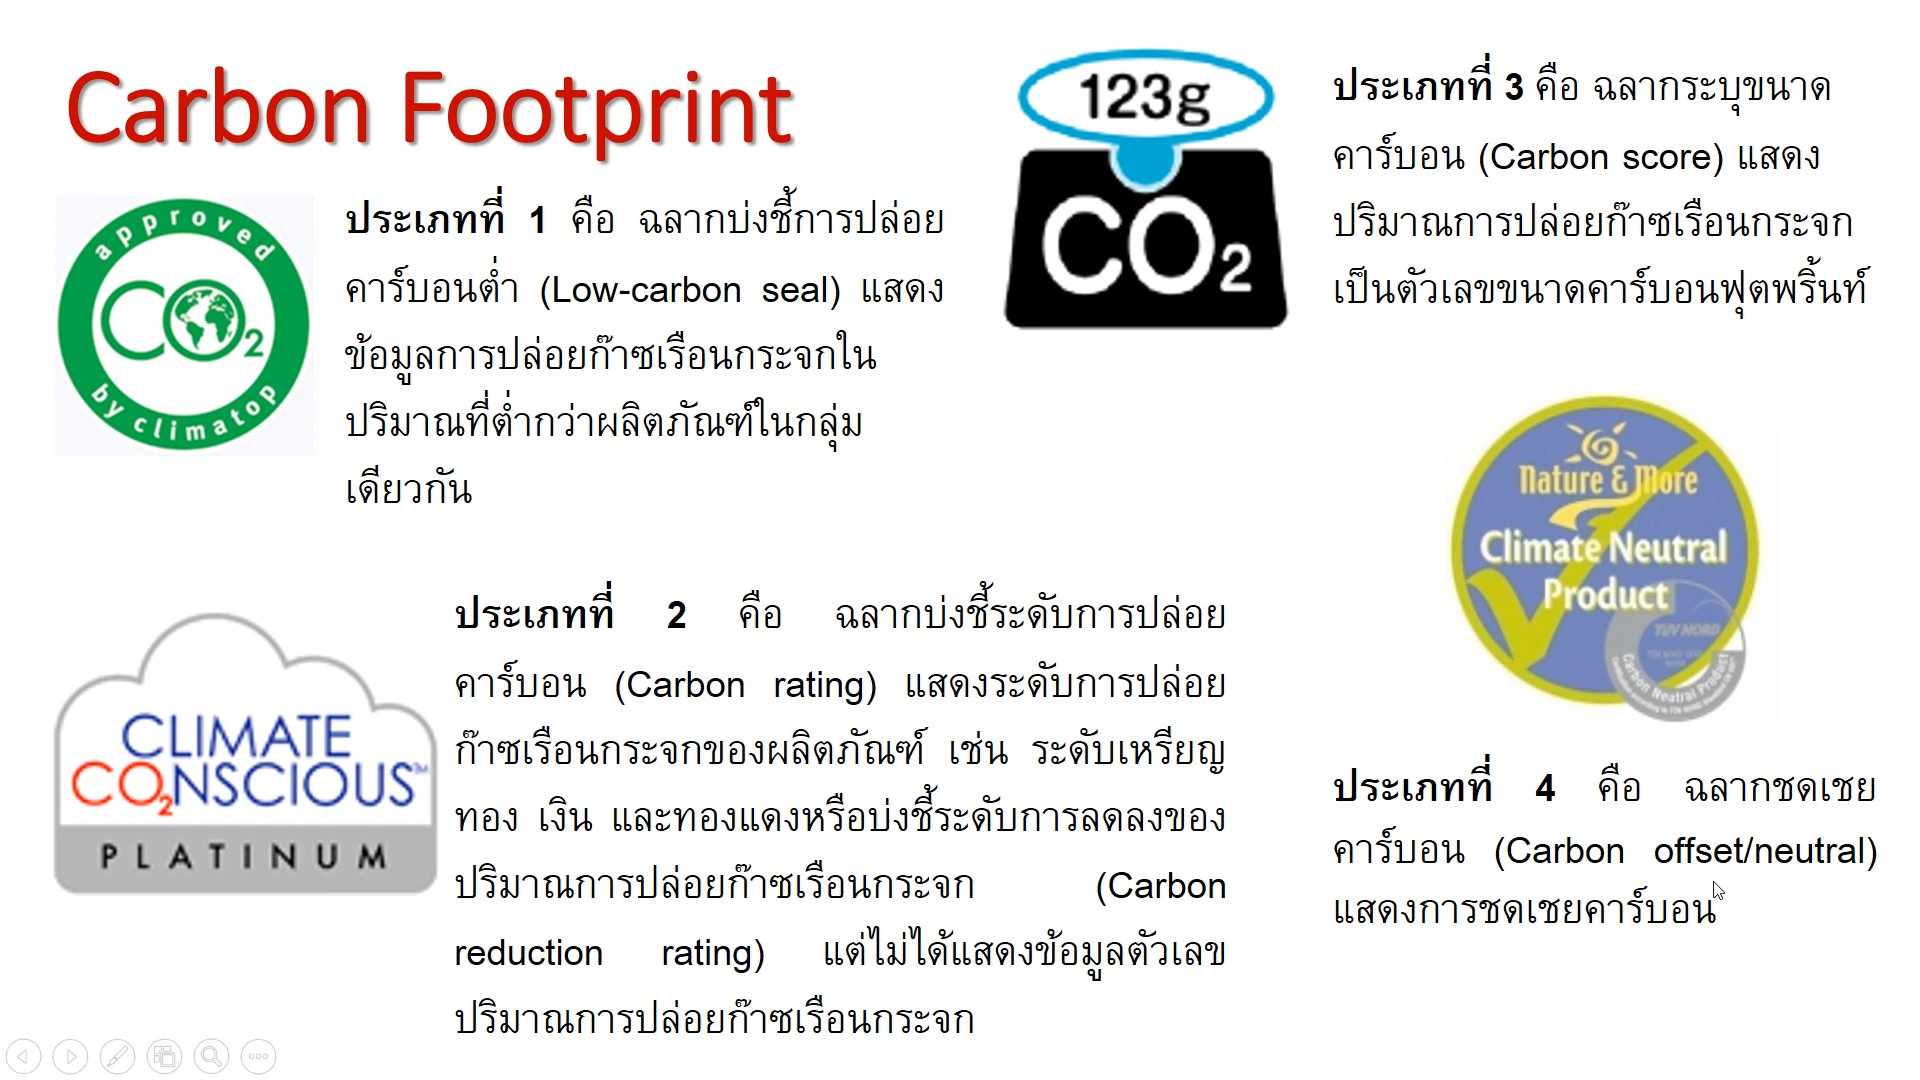 Carbon Footprint
approved
CO2
by climatop
ประเภทที่ 1 คือ ฉลากบ่งชี้การปล่อย
คาร์บอนต่ำ (Low-carbon seal) แสดง
ข้อมูลการปล่อยก๊าซเรือนกระจกใน
ปริมาณที่ต่ำกว่าผลิตภัณฑ์ในกลุ่ม
เดียวกัน
CLIMATE
CO2NSCIOUS™
PLATINUM
ประเภทที่ 2 คือ ฉลากบ่งชี้ระดับการปล่อย
คาร์บอน (Carbon rating) แสดงระดับการปล่อย
ก๊าซเรือนกระจกของผลิตภัณฑ์ เช่น ระดับเหรียญ
ทอง เงิน และทองแดงหรือบ่งชี้ระดับการลดลงของ
ปริมาณการปล่อยก๊าซเรือนกระจก (Carbon
reduction rating) แต่ไม่ได้แสดงข้อมูลตัวเลข
ปริมาณการปล่อยก๊าซเรือนกระจก
123g
CO2
ประเภทที่ 3 คือ ฉลากระบุขนาด
คาร์บอน (Carbon score) แสดง
ปริมาณการปล่อยก๊าซเรือนกระจก
เป็นตัวเลขขนาดคาร์บอนฟุตพริ้นท์
Nature & More
Climate Neutral
Product
TUV NORD
Carbon Neutral Product
ประเภทที่ 4 คือ ฉลากชดเชย
คาร์บอน (Carbon offset/neutral)
แสดงการชดเชยคาร์บอน